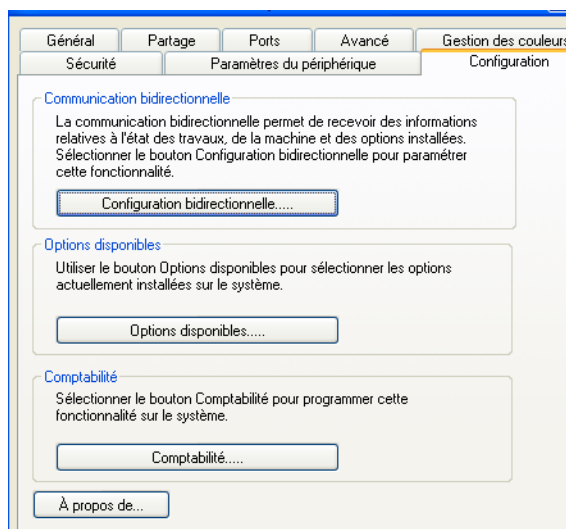 Général Partage Ports Avancé Gestion des couleurs
Sécurité Paramètres du périphérique Configuration
Communication bidirectionnelle
La communication bidirectionnelle permet de recevoir des informations
relatives à l'état des travaux, de la machine et des options installées.
Sélectionner le bouton Configuration bidirectionnelle pour paramétrer
cette fonctionnalité.
Configuration bidirectionnelle.....
Options disponibles
Utiliser le bouton Options disponibles pour sélectionner les options
actuellement installées sur le système.
Options disponibles.....
Comptabilité
Sélectionner le bouton Comptabilité pour programmer cette
fonctionnalité sur le système.
Comptabilité.....
À propos de...